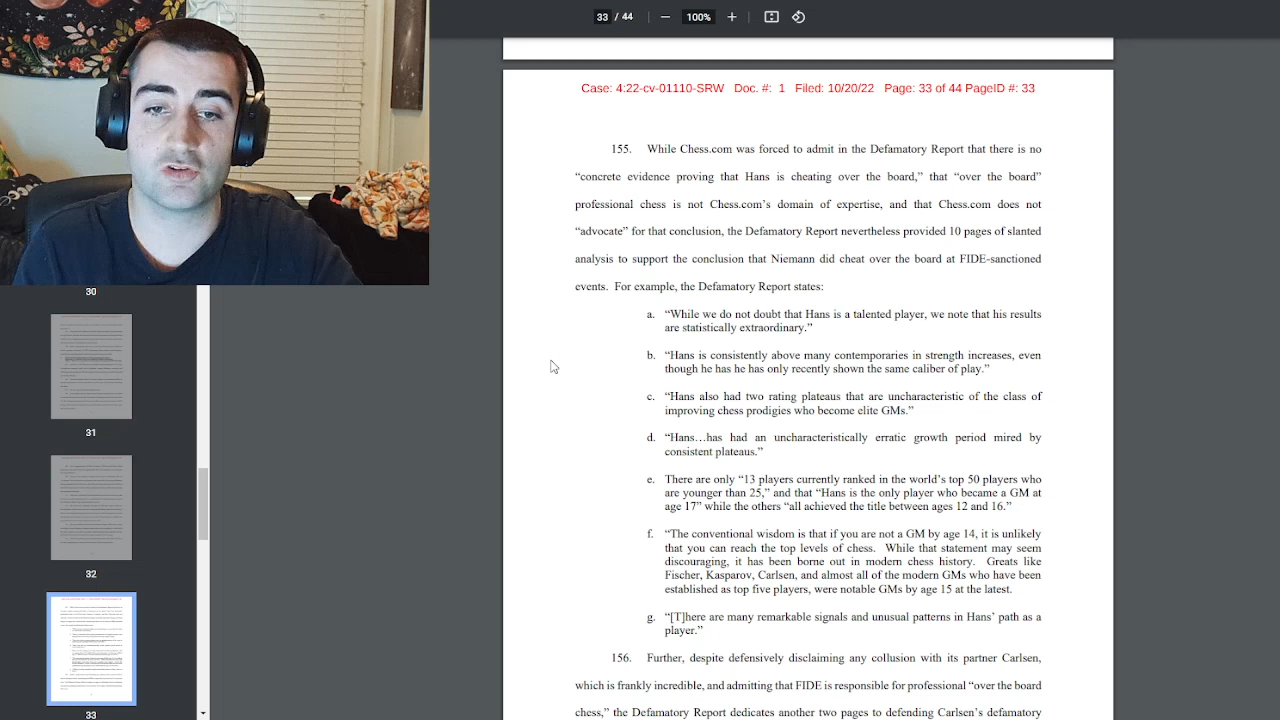 33 / 44
100%
Case: 4:22-cv-01110-SRW Doc. #: 1 Filed: 10/20/22 Page: 33 of 44 PageID #: 33
155. While Chess.com was forced to admit in the Defamatory Report that there is no
“concrete evidence proving that Hans is cheating over the board,” that “over the board”
professional chess is not Chess.com’s domain of expertise, and that Chess.com does not
“advocate” for that conclusion, the Defamatory Report nevertheless provided 10 pages of slanted
analysis to support the conclusion that Niemann did cheat over the board at FIDE-sanctioned
events. For example, the Defamatory Report states:
a. “While we do not doubt that Hans is a talented player, we note that his results
are statistically extraordinary.”
b. “Hans is consistently above many contemporaries in strength increases, even
though he has he has only recently shown the same caliber of play.”
c. “Hans also had two rating plateaus that are uncharacteristic of the class of
improving chess prodigies who become elite GMs.”
d. “Hans…has had an uncharacteristically erratic growth period mired by
consistent plateaus.”
e. There are only “13 players currently ranked in the world’s top 50 players who
are younger than 25,” and that “Hans is the only player who became a GM at
age 17” while the others “all achieved the title between ages 12 and 16.”
f. “The conventional wisdom is that if you are not a GM by age 14, it is unlikely
that you can reach the top levels of chess. While that statement may seem
discouraging, it has been borne out in modern chess history. Greats like
Fischer, Kasparov, Carlsen, and almost all of the modern GMs who have been
established as top five players, were notable GMs by age 15 at the latest.
g. “[T]here are many remarkable signals and unusual patterns in Hans’ path as a
player.”
156. Further, despite defensively claiming any collusion with its partner Carlsen,
which is frankly incredible, and admitting that FIDE is responsible for professional “over the board
chess,” the Defamatory Report dedicates another two pages to defending Carlsen’s defamatory
30
31
32
33